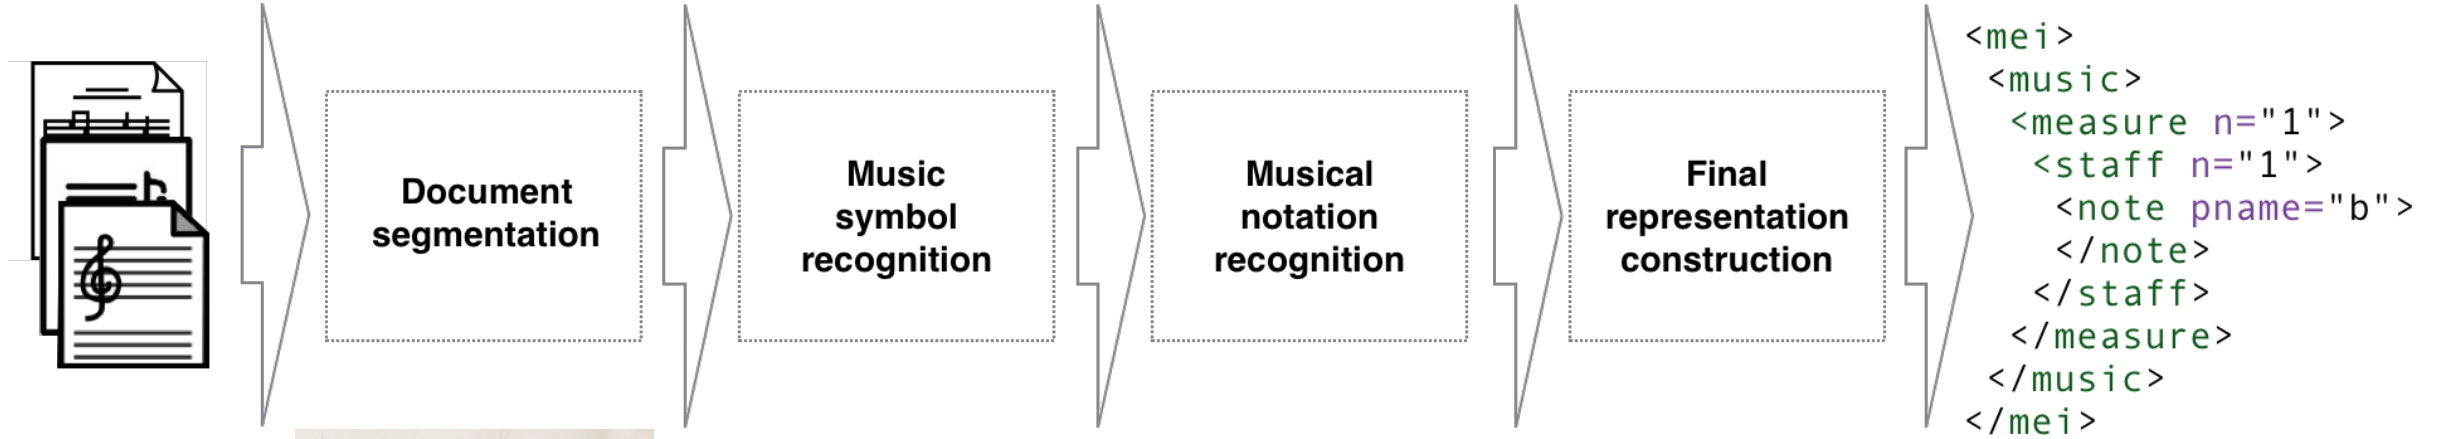 Document
segmentation
Music
symbol
recognition
Musical
notation
recognition
Final
representation
construction
<mei>
<music>
<measure n="1">
<staff n="1">
<note pname="b">
</note>
</staff>
</measure>
</music>
</mei>